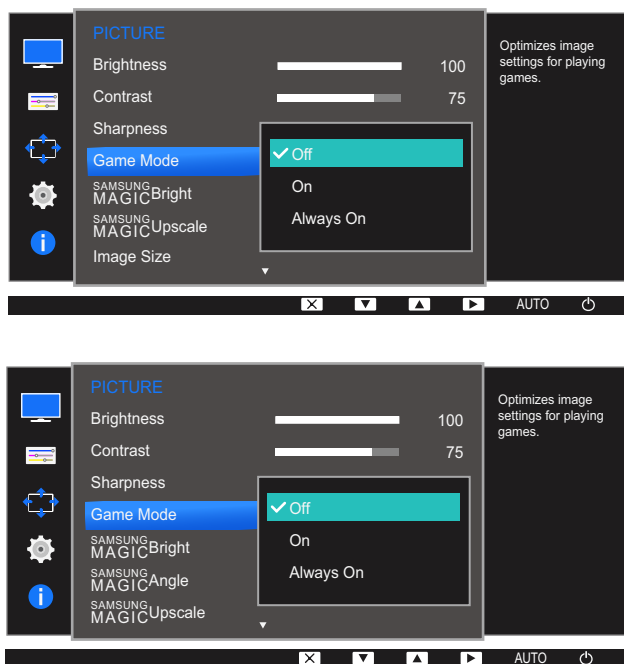 PICTURE
Brightness 100
Contrast 75
Sharpness
Game Mode
SAMSUNG
MAGICBright
SAMSUNG
MAGICUpscale
Image Size
Off
On
Always On
Optimizes image
settings for playing
games.
AUTO
PICTURE
Brightness 100
Contrast 75
Sharpness
Game Mode
SAMSUNG
MAGICBright
SAMSUNG
MAGICAngle
SAMSUNG
MAGICUpscale
Off
On
Always On
Optimizes image
settings for playing
games.
AUTO